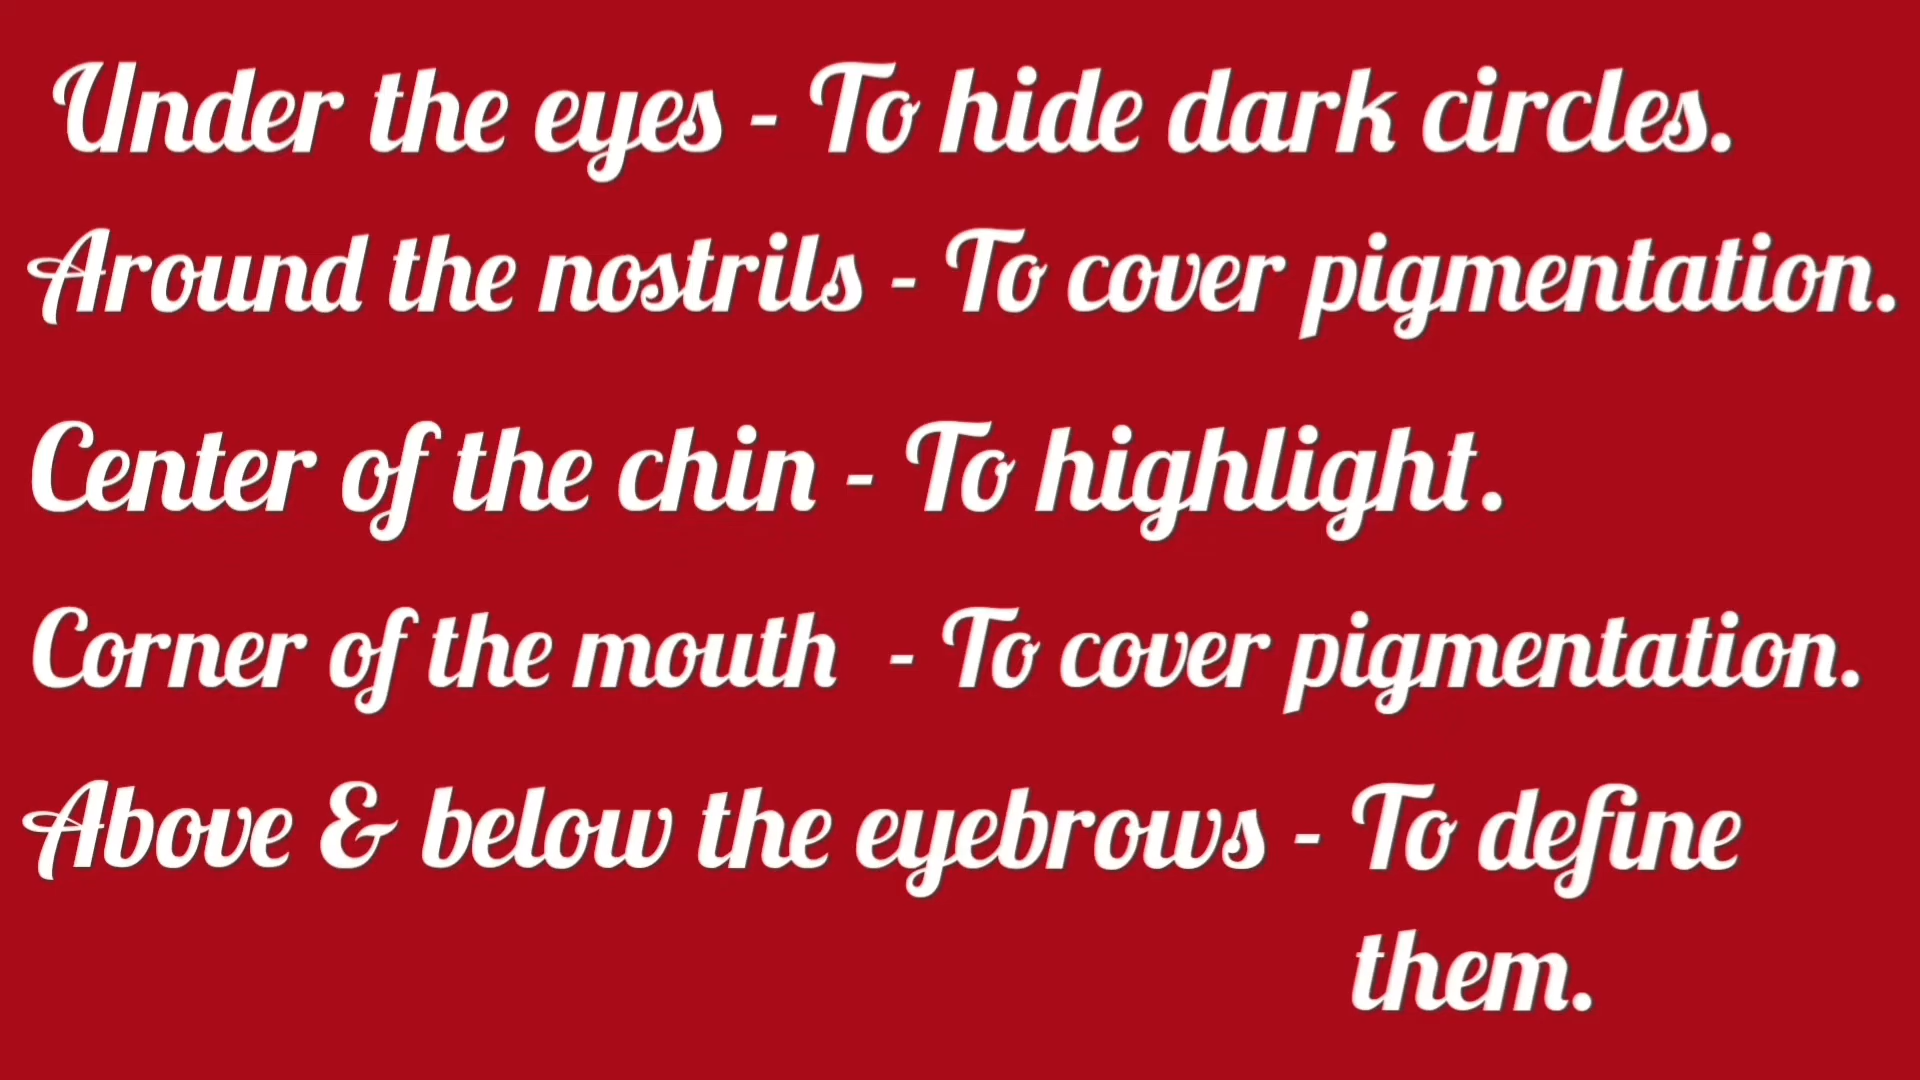 Under the eyes - To hide dark circles.
Around the nostrils - To cover pigmentation.
Center of the chin - To highlight.
Corner of the mouth - To cover pigmentation.
Above & below the eyebrows - To define
them.